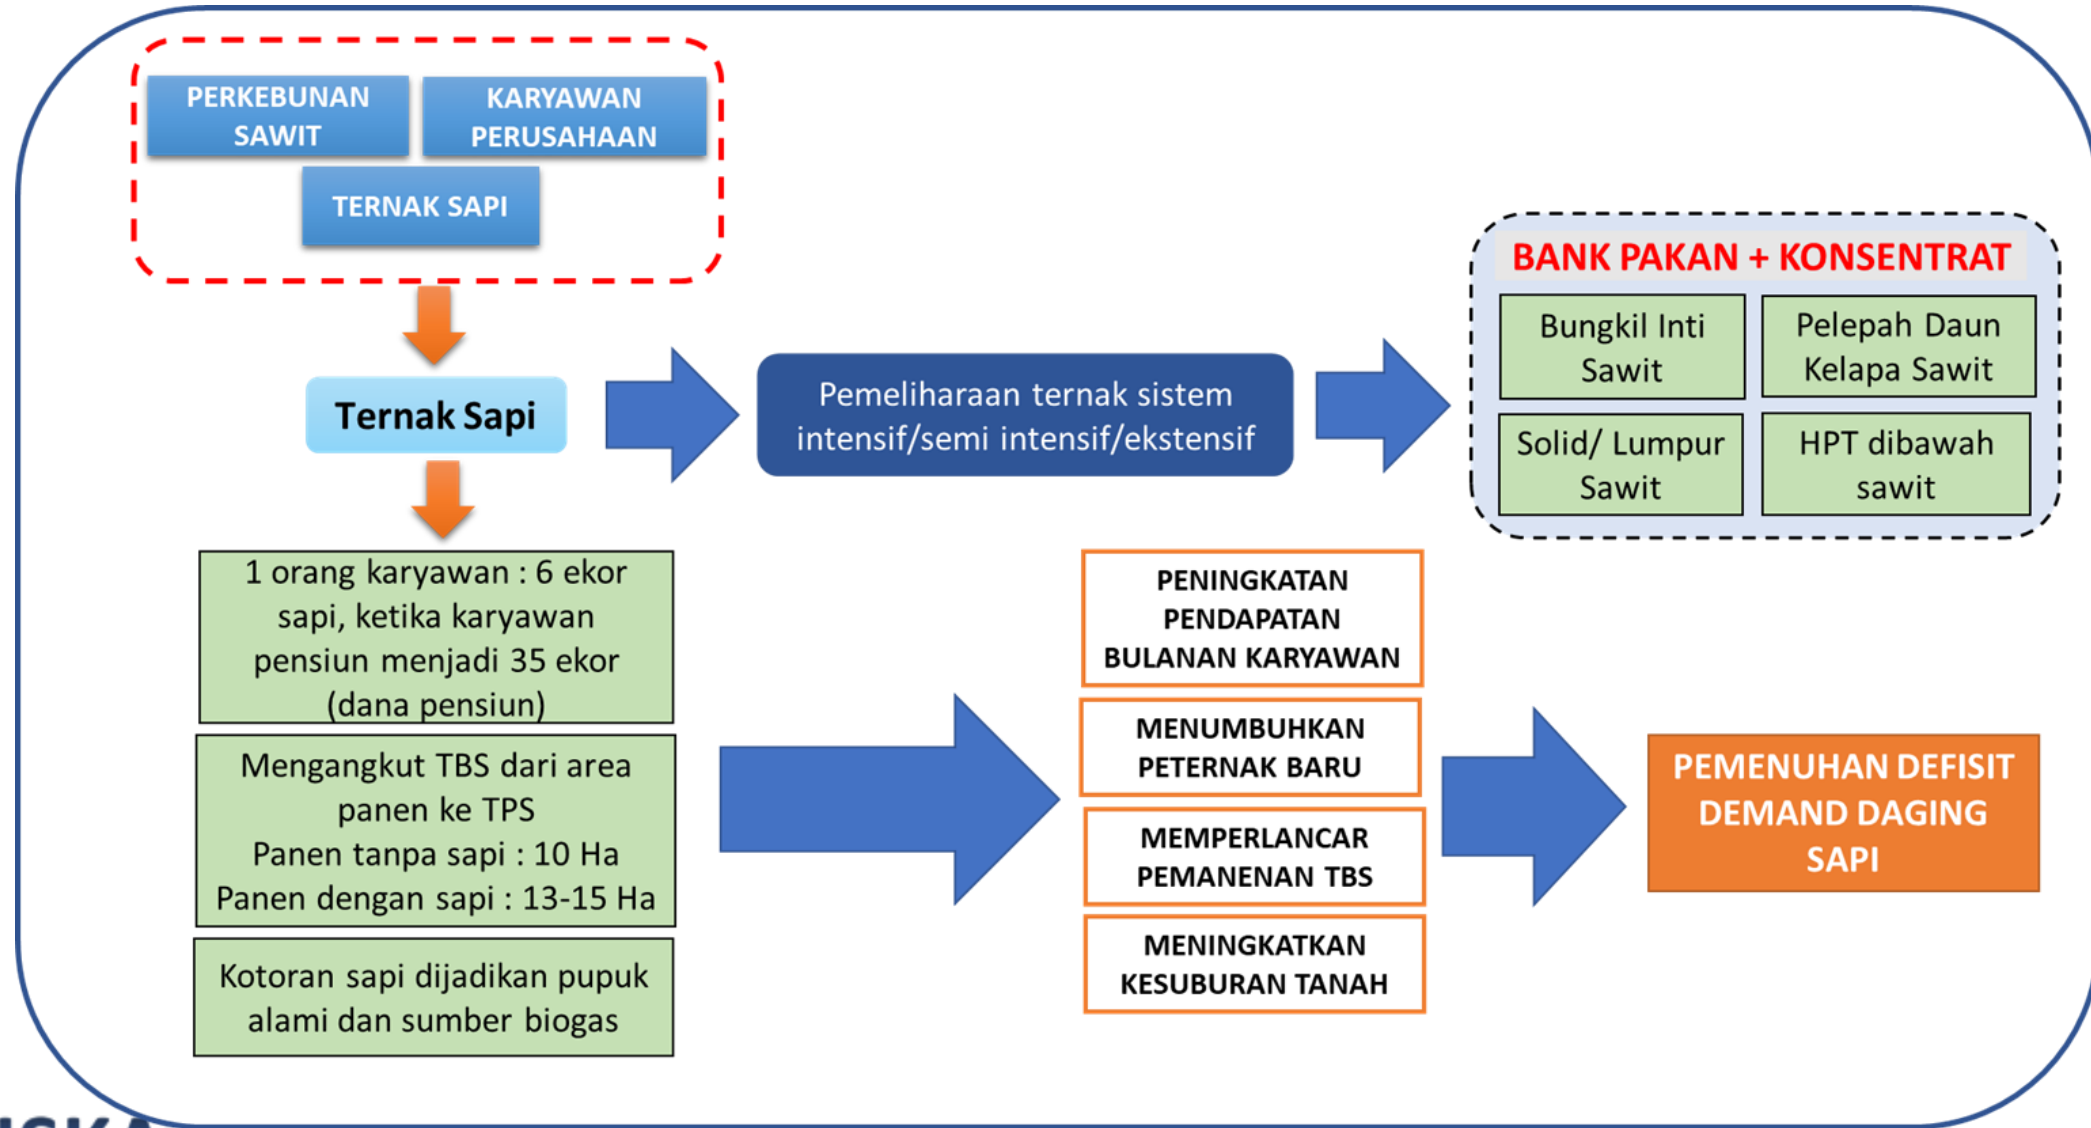 PERKEBUNAN
SAWIT
KARYAWAN
PERUSAHAAN
TERNAK SAPI
Ternak Sapi
Pemeliharaan ternak sistem
intensif/semi intensif/ekstensif
BANK PAKAN + KONSENTRAT
Bungkil Inti
Sawit
Pelepah Daun
Kelapa Sawit
Solid/ Lumpur
Sawit
HPT dibawah
sawit
1 orang karyawan : 6 ekor
sapi, ketika karyawan
pensiun menjadi 35 ekor
(dana pensiun)
Mengangkut TBS dari area
panen ke TPS
Panen tanpa sapi : 10 Ha
Panen dengan sapi : 13-15 Ha
Kotoran sapi dijadikan pupuk
alami dan sumber biogas
PENINGKATAN
PENDAPATAN
BULANAN KARYAWAN
MENUMBUHKAN
PETERNAK BARU
MEMPERLANCAR
PEMANENAN TBS
MENINGKATKAN
KESUBURAN TANAH
PEMENUHAN DEFISIT
DEMAND DAGING
SAPI